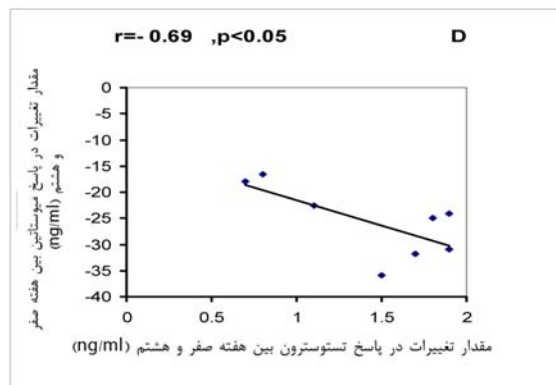 r=- 0.69 ,p<0.05 D
مقدار تغییرات در پاسخ میوستاتین بین هفته صفر
و هشتم (ng/ml)
0
-5
-10
-15
-20
-25
-30
-35
-40
0 0.5 1 1.5 2
مقدار تغییرات در پاسخ تستوسترون بین هفته صفر و هشتم (ng/ml)